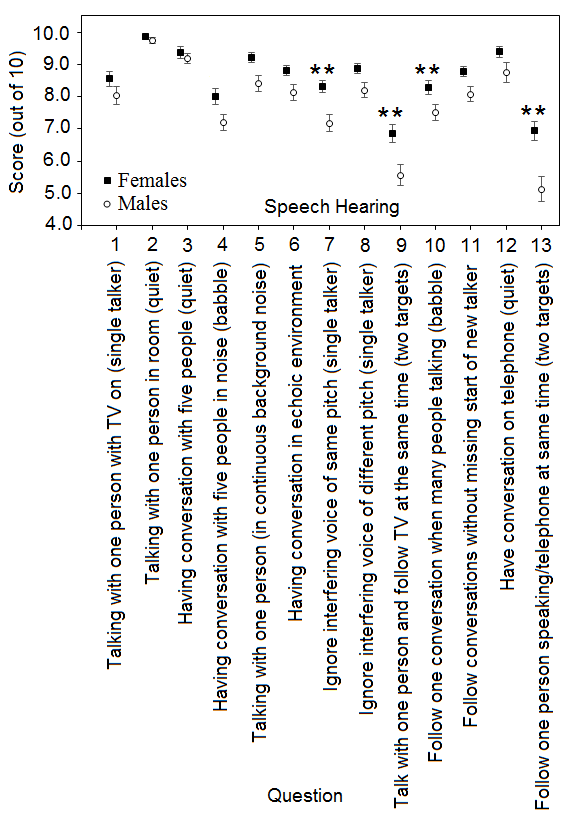 Score (out of 10)
10.0
9.0
8.0
7.0
6.0
5.0
4.0
** ** ** **
Females
Males
Speech Hearing
1 2 3 4 5 6 7 8 9 10 11 12 13
Talking with one person with TV on (single talker)
Talking with one person in room (quiet)
Having conversation with five people (quiet)
Having conversation with five people in noise (babble)
Talking with one person (in continuous background noise)
Having conversation in echoic environment
Ignore interfering voice of same pitch (single talker)
Ignore interfering voice of different pitch (single talker)
Talk with one person and follow TV at the same time (two targets)
Follow one conversation when many people talking (babble)
Follow conversations without missing start of new talker
Have conversation on telephone (quiet)
Follow one person speaking/telephone at same time (two targets)
Question